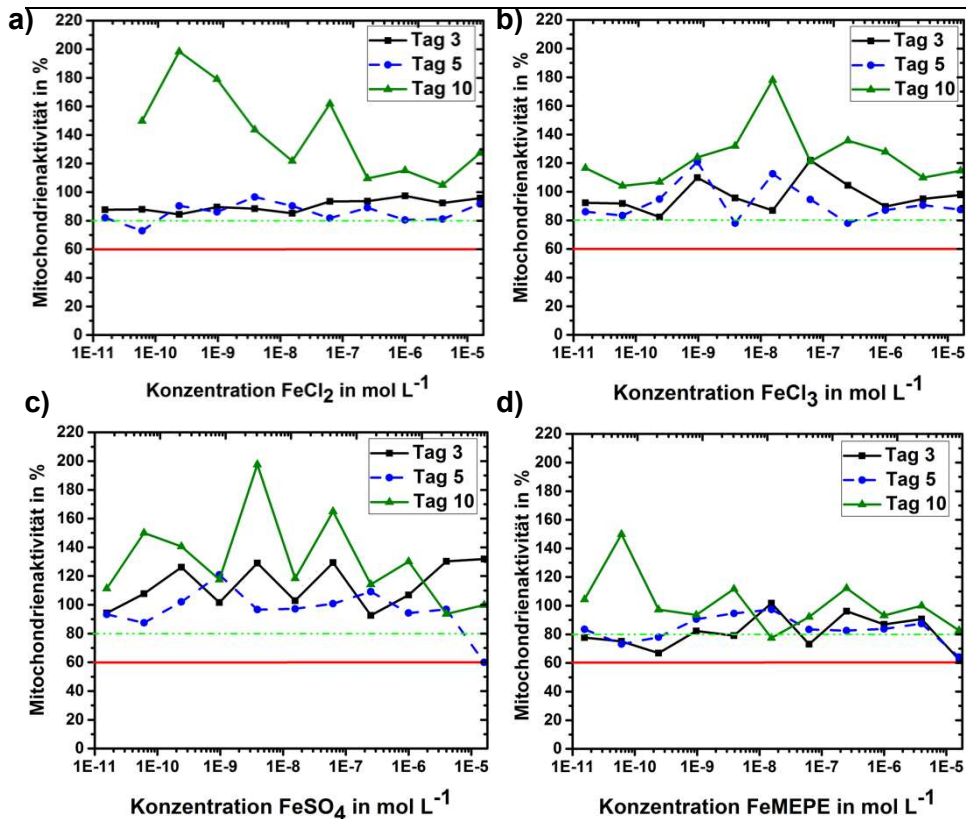 a)
220
200
180
160
140
120
100
80
60
40
20
0
Mitochondrienaktivität in %
Tag 3
Tag 5
Tag 10
1E-11 1E-10 1E-9 1E-8 1E-7 1E-6 1E-5
Konzentration FeCl2 in mol L-1
b)
220
200
180
160
140
120
100
80
60
40
20
0
Mitochondrienaktivität in %
Tag 3
Tag 5
Tag 10
1E-11 1E-10 1E-9 1E-8 1E-7 1E-6 1E-5
Konzentration FeCl3 in mol L-1
c)
220
200
180
160
140
120
100
80
60
40
20
0
Mitochondrienaktivität in %
Tag 3
Tag 5
Tag 10
1E-11 1E-10 1E-9 1E-8 1E-7 1E-6 1E-5
Konzentration FeSO4 in mol L-1
d)
220
200
180
160
140
120
100
80
60
40
20
0
Mitochondrienaktivität in %
Tag 3
Tag 5
Tag 10
1E-11 1E-10 1E-9 1E-8 1E-7 1E-6 1E-5
Konzentration FeMEPE in mol L-1